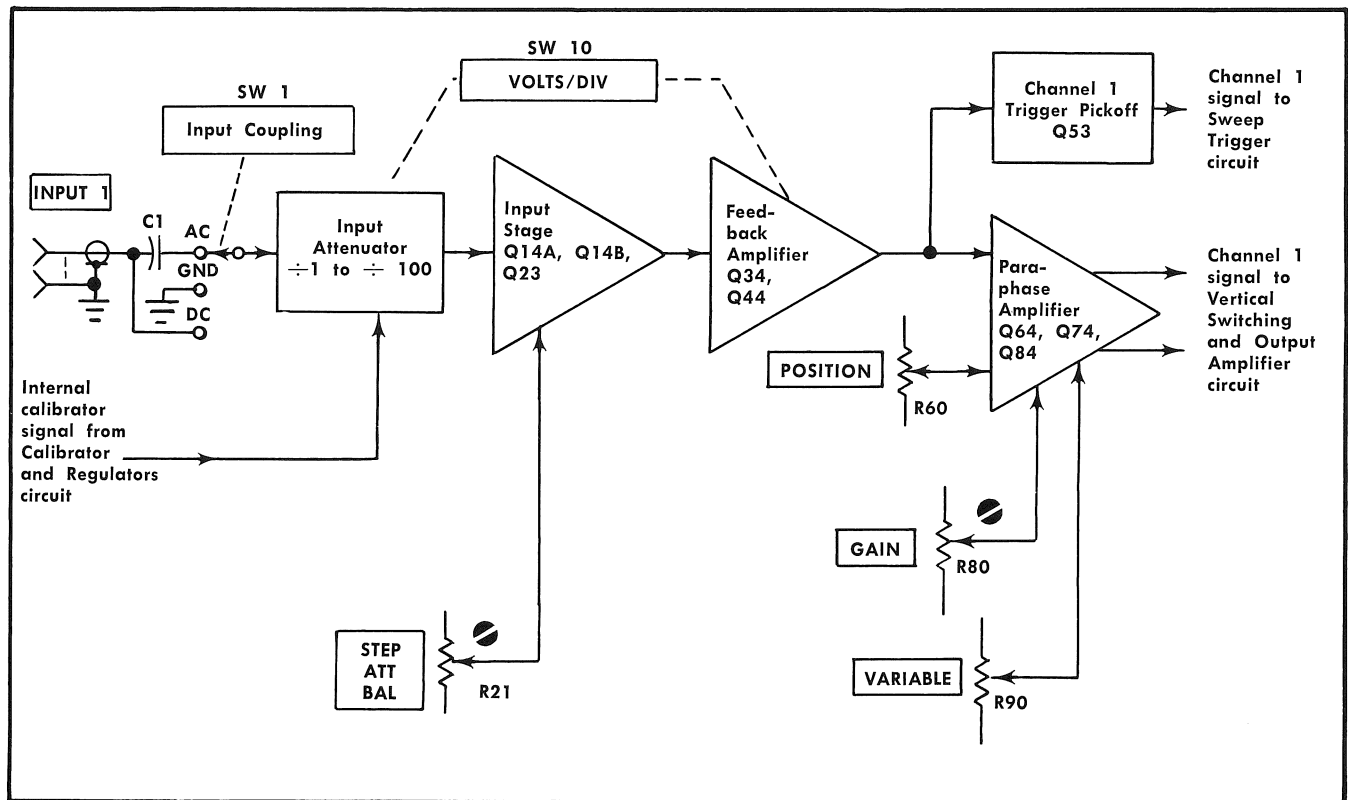 SW 10
VOLTS/DIV
SW 1
Input Coupling
INPUT 1
C1
AC
GND
DC
Input
Attenuator
÷1 to ÷ 100
Input
Stage
Q14A, Q14B,
Q23
Feed-
back
Amplifier
Q34,
Q44
Channel 1
Trigger Pickoff
Q53
Channel 1
signal to
Sweep
Trigger
circuit
Para-
phase
Amplifier
Q64, Q74,
Q84
Channel 1
signal to
Vertical
Switching
and Output
Amplifier
circuit
POSITION
R60
Internal
calibrator
signal from
Calibrator
and Regulators
circuit
GAIN
R80
STEP
ATT
BAL
R21
VARIABLE
R90